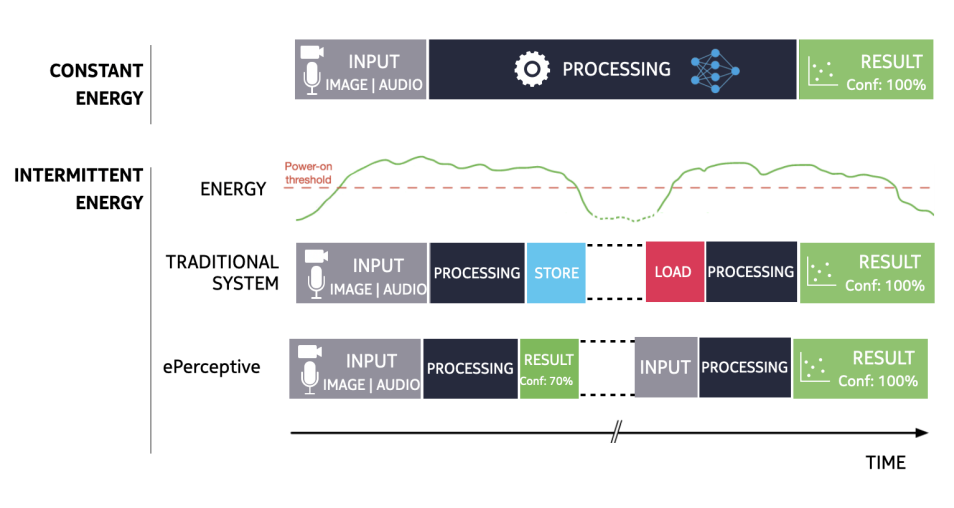 CONSTANT
ENERGY
INPUT
IMAGE | AUDIO
PROCESSING
RESULT
Conf: 100%
INTERMITTENT
ENERGY
ENERGY
Power-on
threshold
TRADITIONAL
SYSTEM
INPUT
IMAGE | AUDIO
PROCESSING
STORE
LOAD
PROCESSING
RESULT
Conf: 100%
ePerceptive
INPUT
IMAGE | AUDIO
PROCESSING
RESULT
Conf: 70%
INPUT
PROCESSING
RESULT
Conf: 100%
TIME